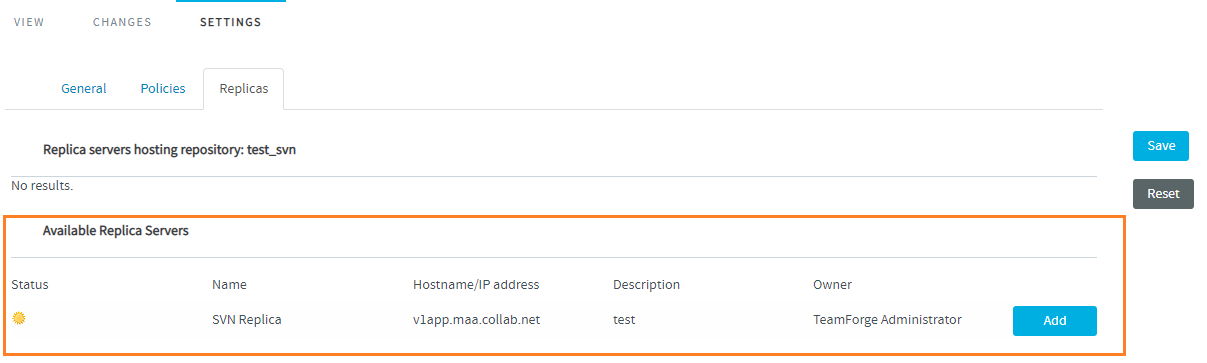 VIEW CHANGES SETTINGS
General Policies Replicas
Replica servers hosting repository: test_svn
Save
No results.
Reset
Available Replica Servers
Status Name Hostname/IP address Description Owner
SVN Replica v1app.maa.collab.net test TeamForge Administrator Add